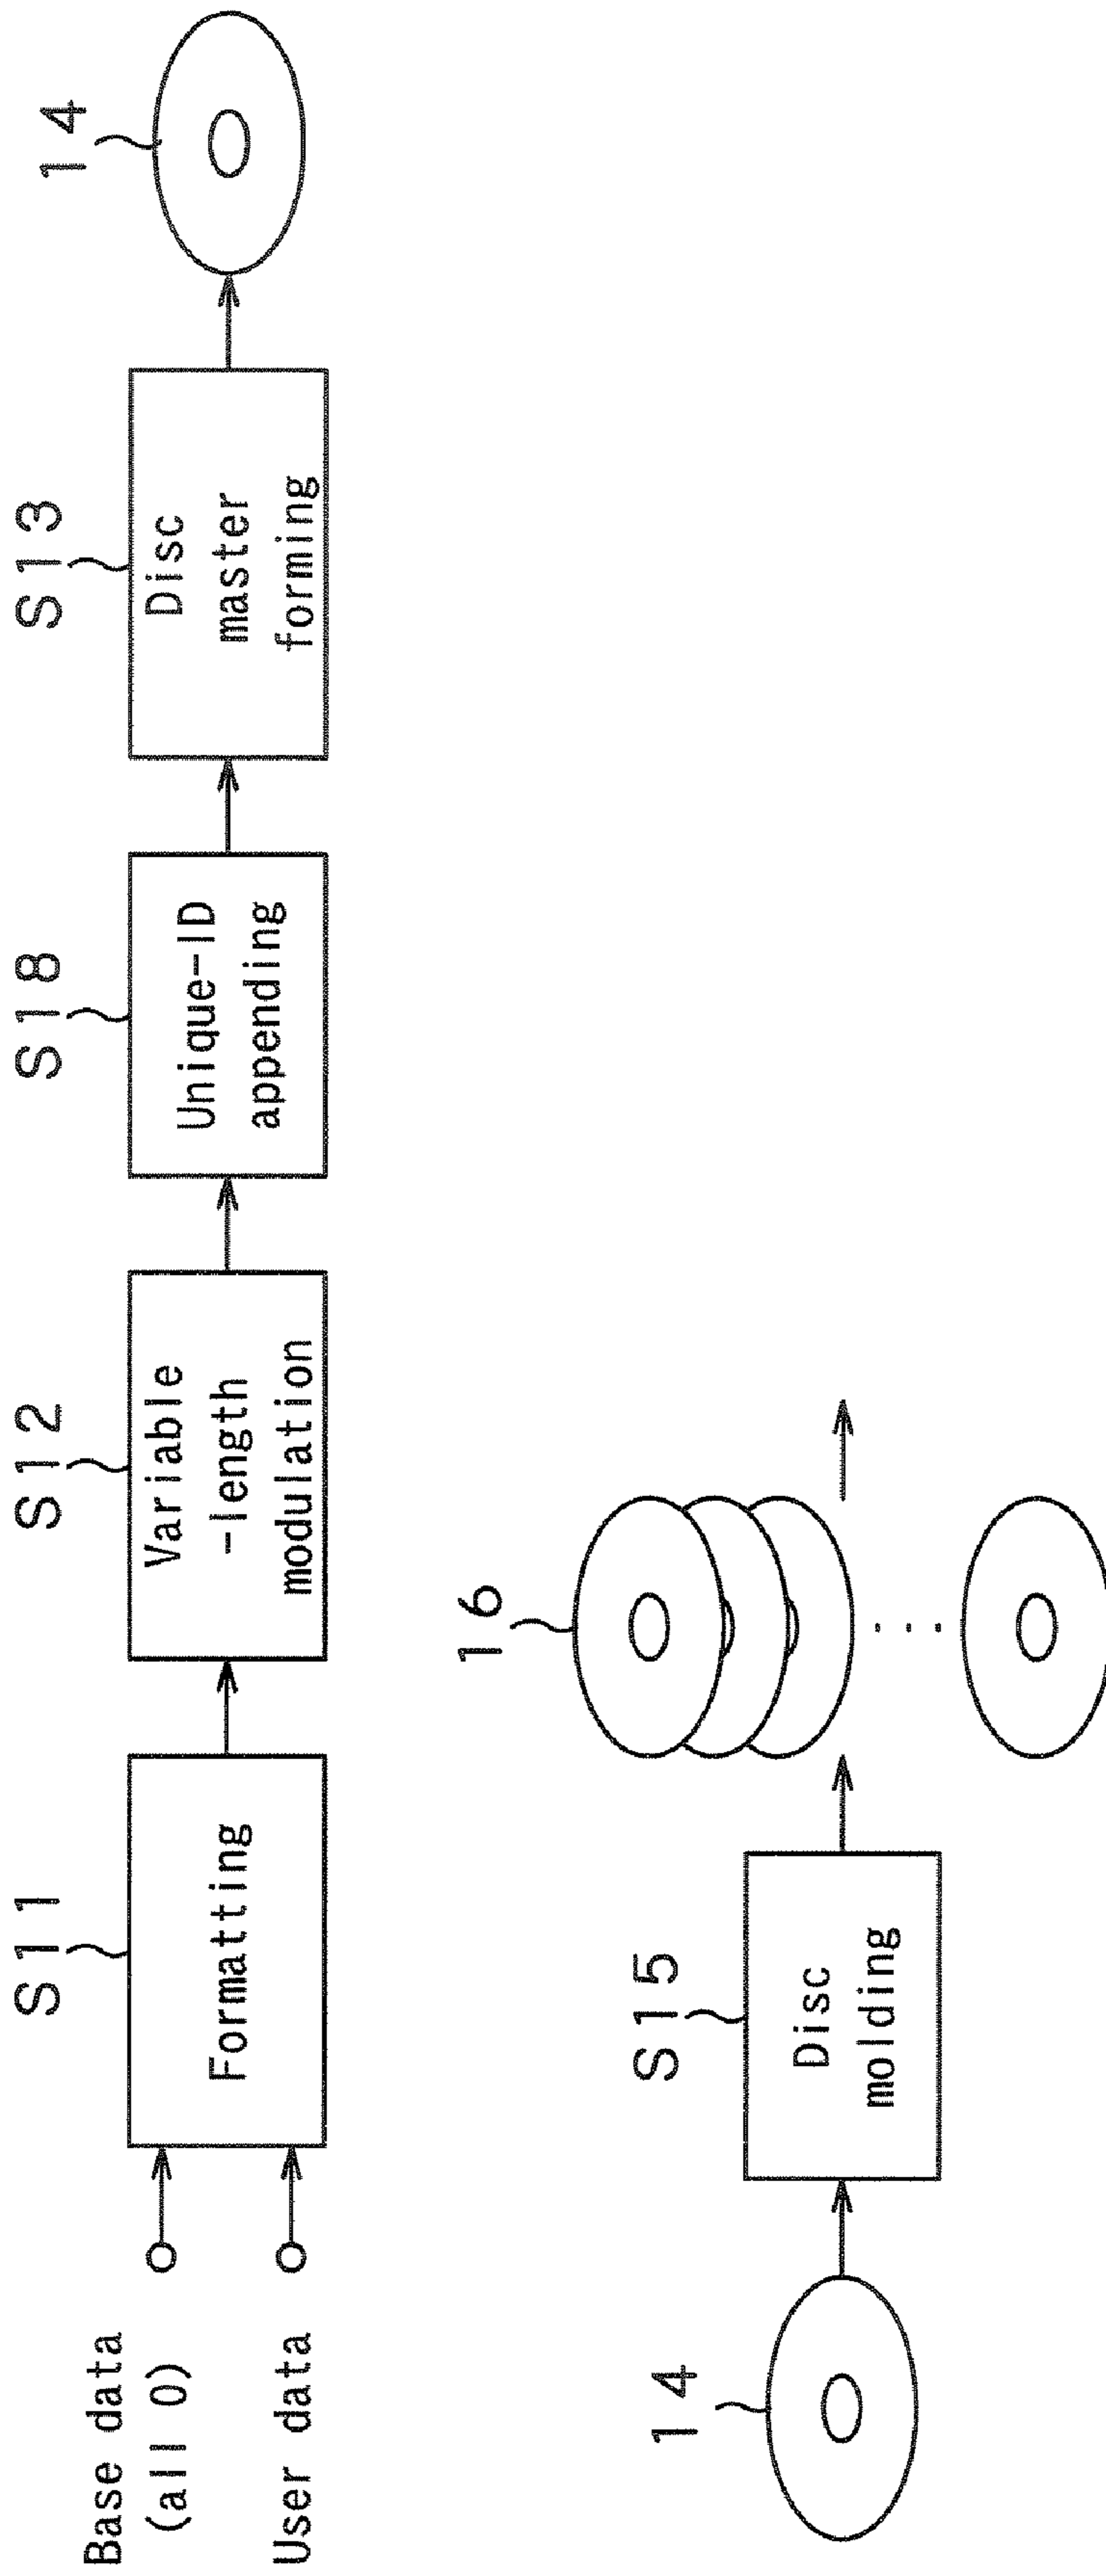 S11
S12
S18
S13
14
Base data
(all 0)
User data
Formatting
Variable
-length
modulation
Unique-ID
appending
Disc
master
forming
14
S15
16
Disc
molding
...